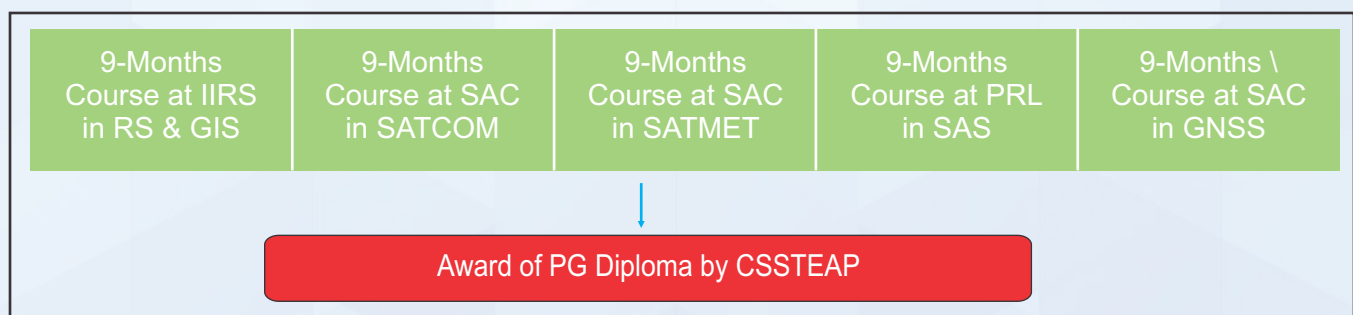 9-Months
Course at IIRS
in RS & GIS
9-Months
Course at SAC
in SATCOM
9-Months
Course at SAC
in SATMET
9-Months
Course at PRL
in SAS
9-Months \
Course at SAC
in GNSS
Award of PG Diploma by CSSTEAP